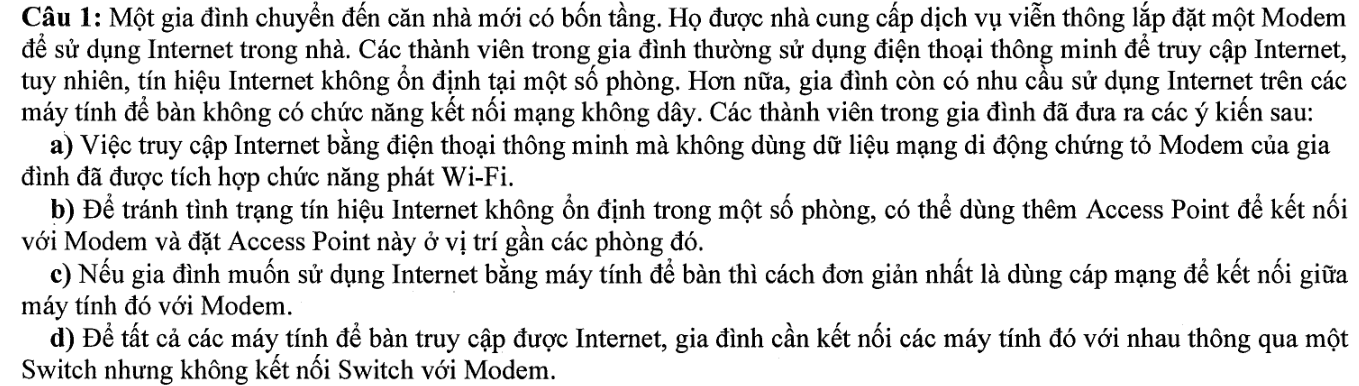 Câu 1: Một gia đình chuyển đến căn nhà mới có bốn tầng. Họ được nhà cung cấp dịch vụ viễn thông lắp đặt một Modem
để sử dụng Internet trong nhà. Các thành viên trong gia đình thường sử dụng điện thoại thông minh để truy cập Internet,
tuy nhiên, tín hiệu Internet không ổn định tại một số phòng. Hơn nữa, gia đình còn có nhu cầu sử dụng Internet trên các
máy tính để bàn không có chức năng kết nối mạng không dây. Các thành viên trong gia đình đã đưa ra các ý kiến sau:
a) Việc truy cập Internet bằng điện thoại thông minh mà không dùng dữ liệu mạng di động chứng tỏ Modem của gia
đình đã được tích hợp chức năng phát Wi-Fi.
b) Để tránh tình trạng tín hiệu Internet không ổn định trong một số phòng, có thể dùng thêm Access Point để kết nối
với Modem và đặt Access Point này ở vị trí gần các phòng đó.
c) Nếu gia đình muốn sử dụng Internet bằng máy tính để bàn thì cách đơn giản nhất là dùng cáp mạng để kết nối giữa
máy tính đó với Modem.
d) Để tất cả các máy tính để bàn truy cập được Internet, gia đình cần kết nối các máy tính đó với nhau thông qua một
Switch nhưng không kết nối Switch với Modem.